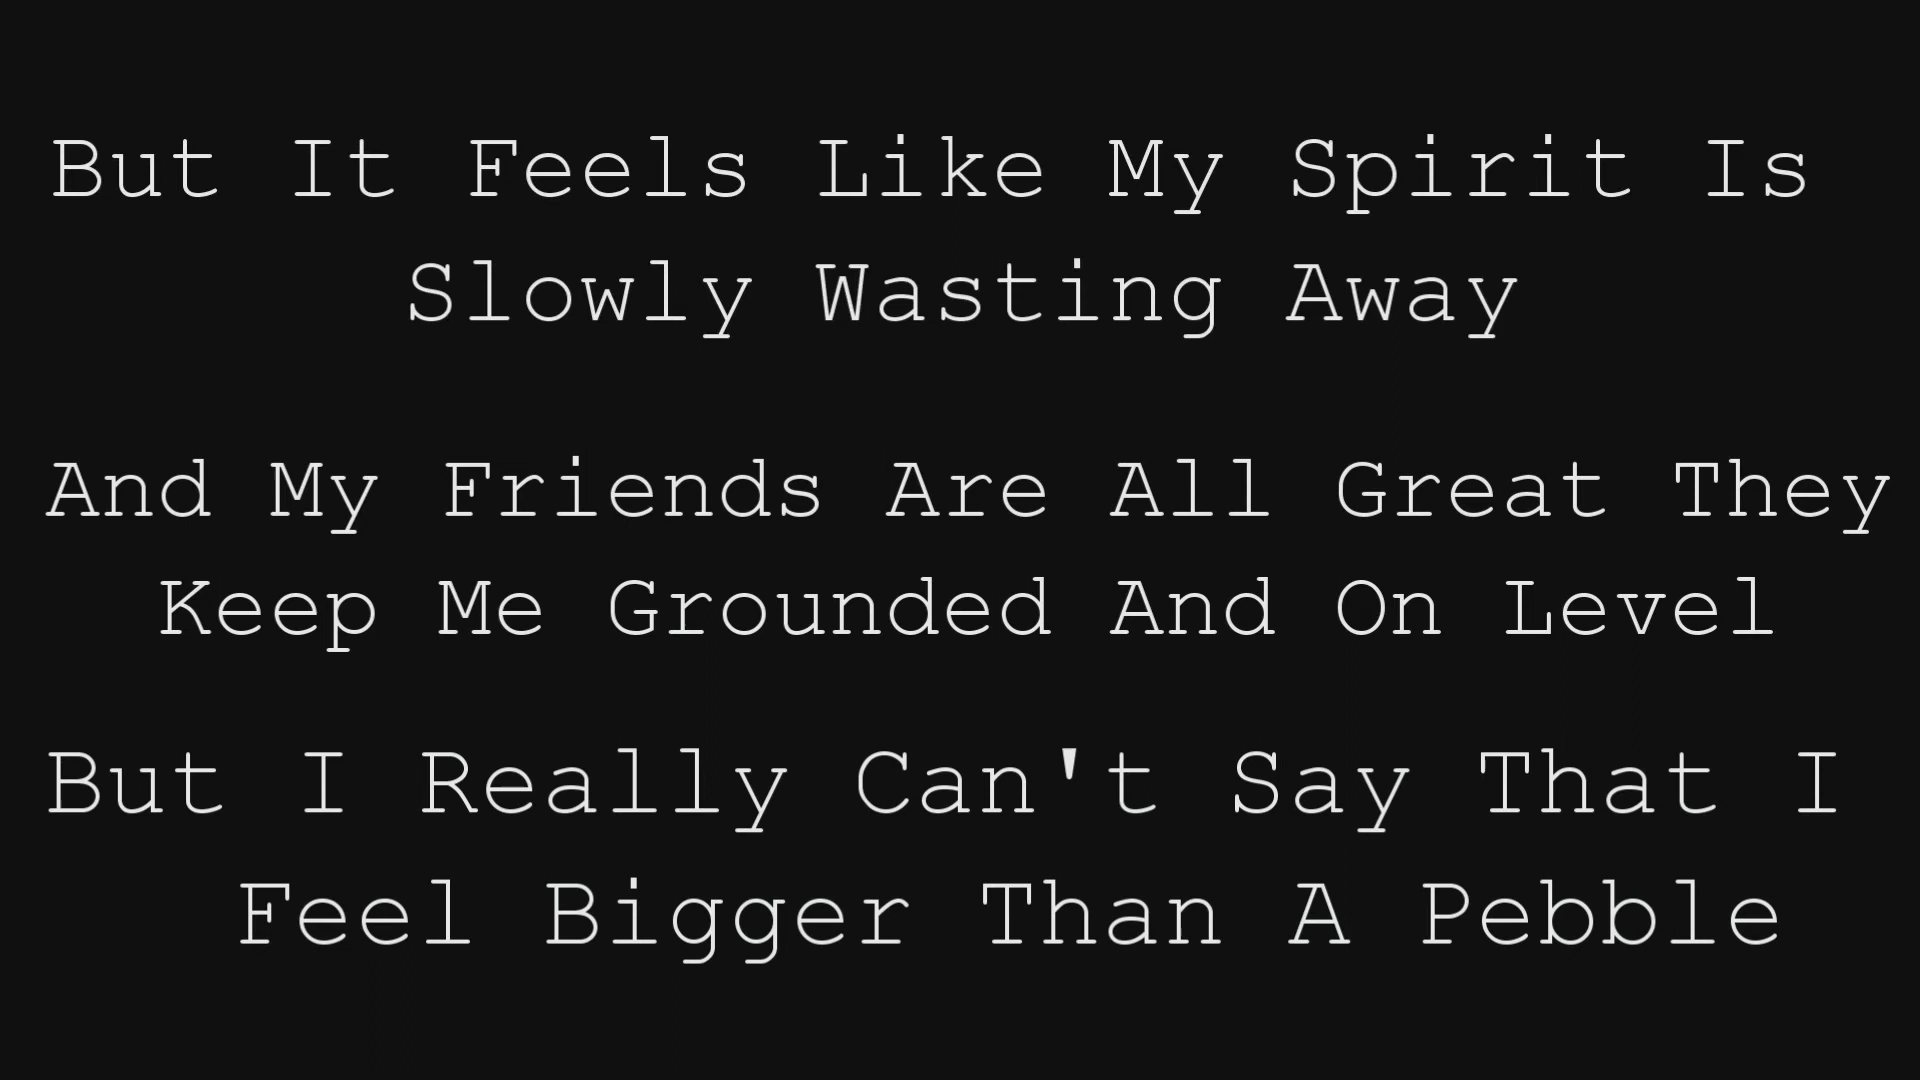 But It Feels Like My Spirit Is
Slowly Wasting Away
And My Friends Are All Great They
Keep Me Grounded And On Level
But I Really Can't Say That I
Feel Bigger Than A Pebble